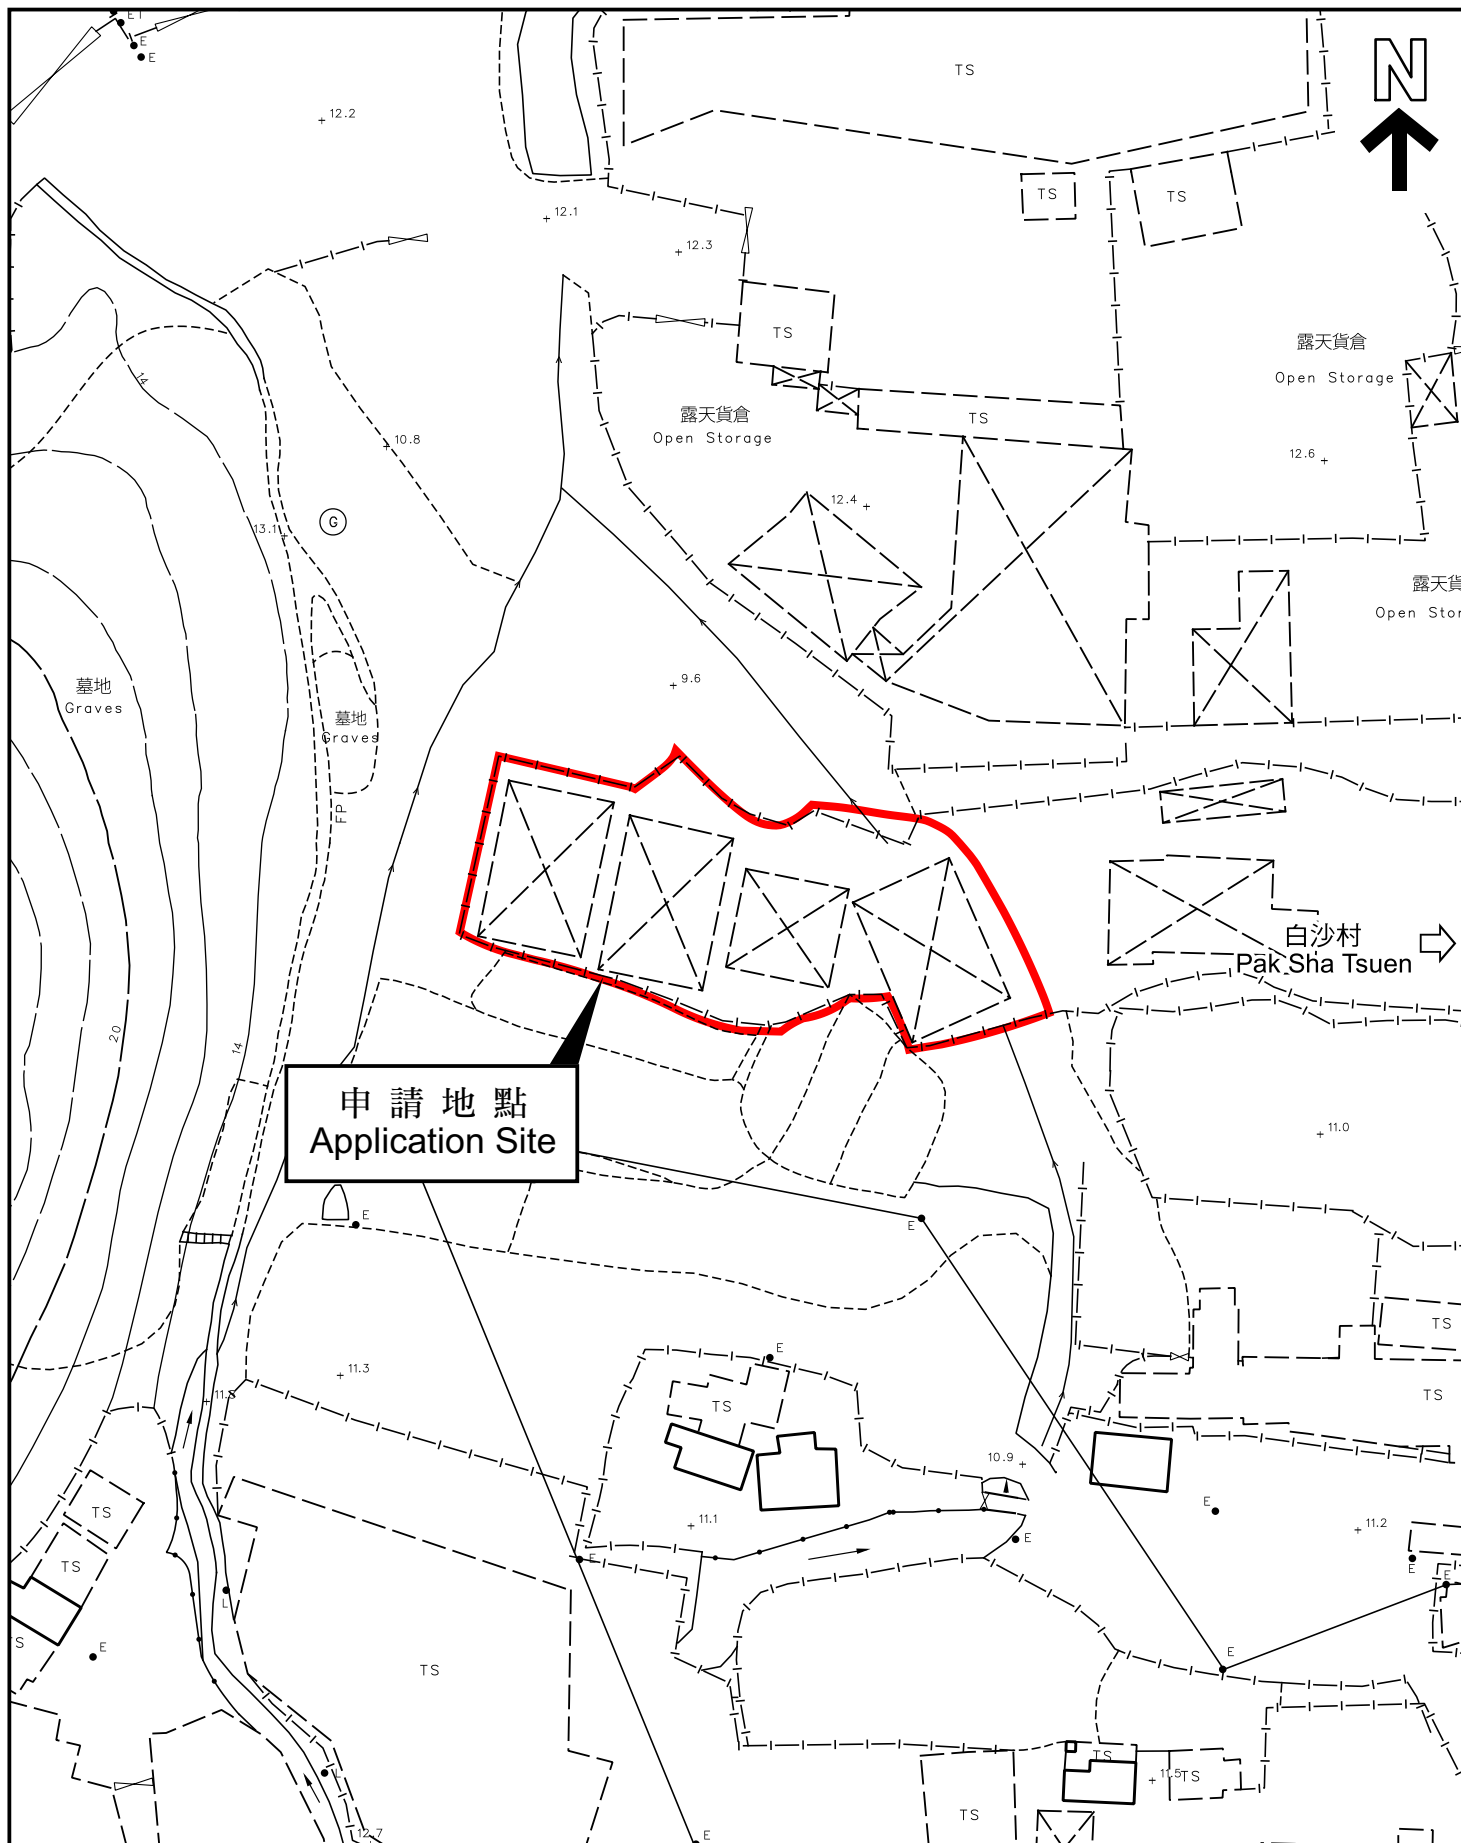 ET
E
E
N
TS
12.2
TS
TS
12.1
12.3
TS
露天貨倉
Open Storage
14
露天貨倉
Open Storage
TS
10.8
12.6
12.4
G
13.1
露天貨
Open Stor
9.6
墓地
Graves
墓地
Graves
FP
白沙村
Pak Sha Tsuen
20
14
申請地點
Application Site
11.0
E
E
TS
E
11.3
TS
11.5
TS
10.9
TS
E
11.1
11.2
E
E
TS
E
E
L
TS
E
E
TS
TS
11.5
TS
L
TS
12.7
E